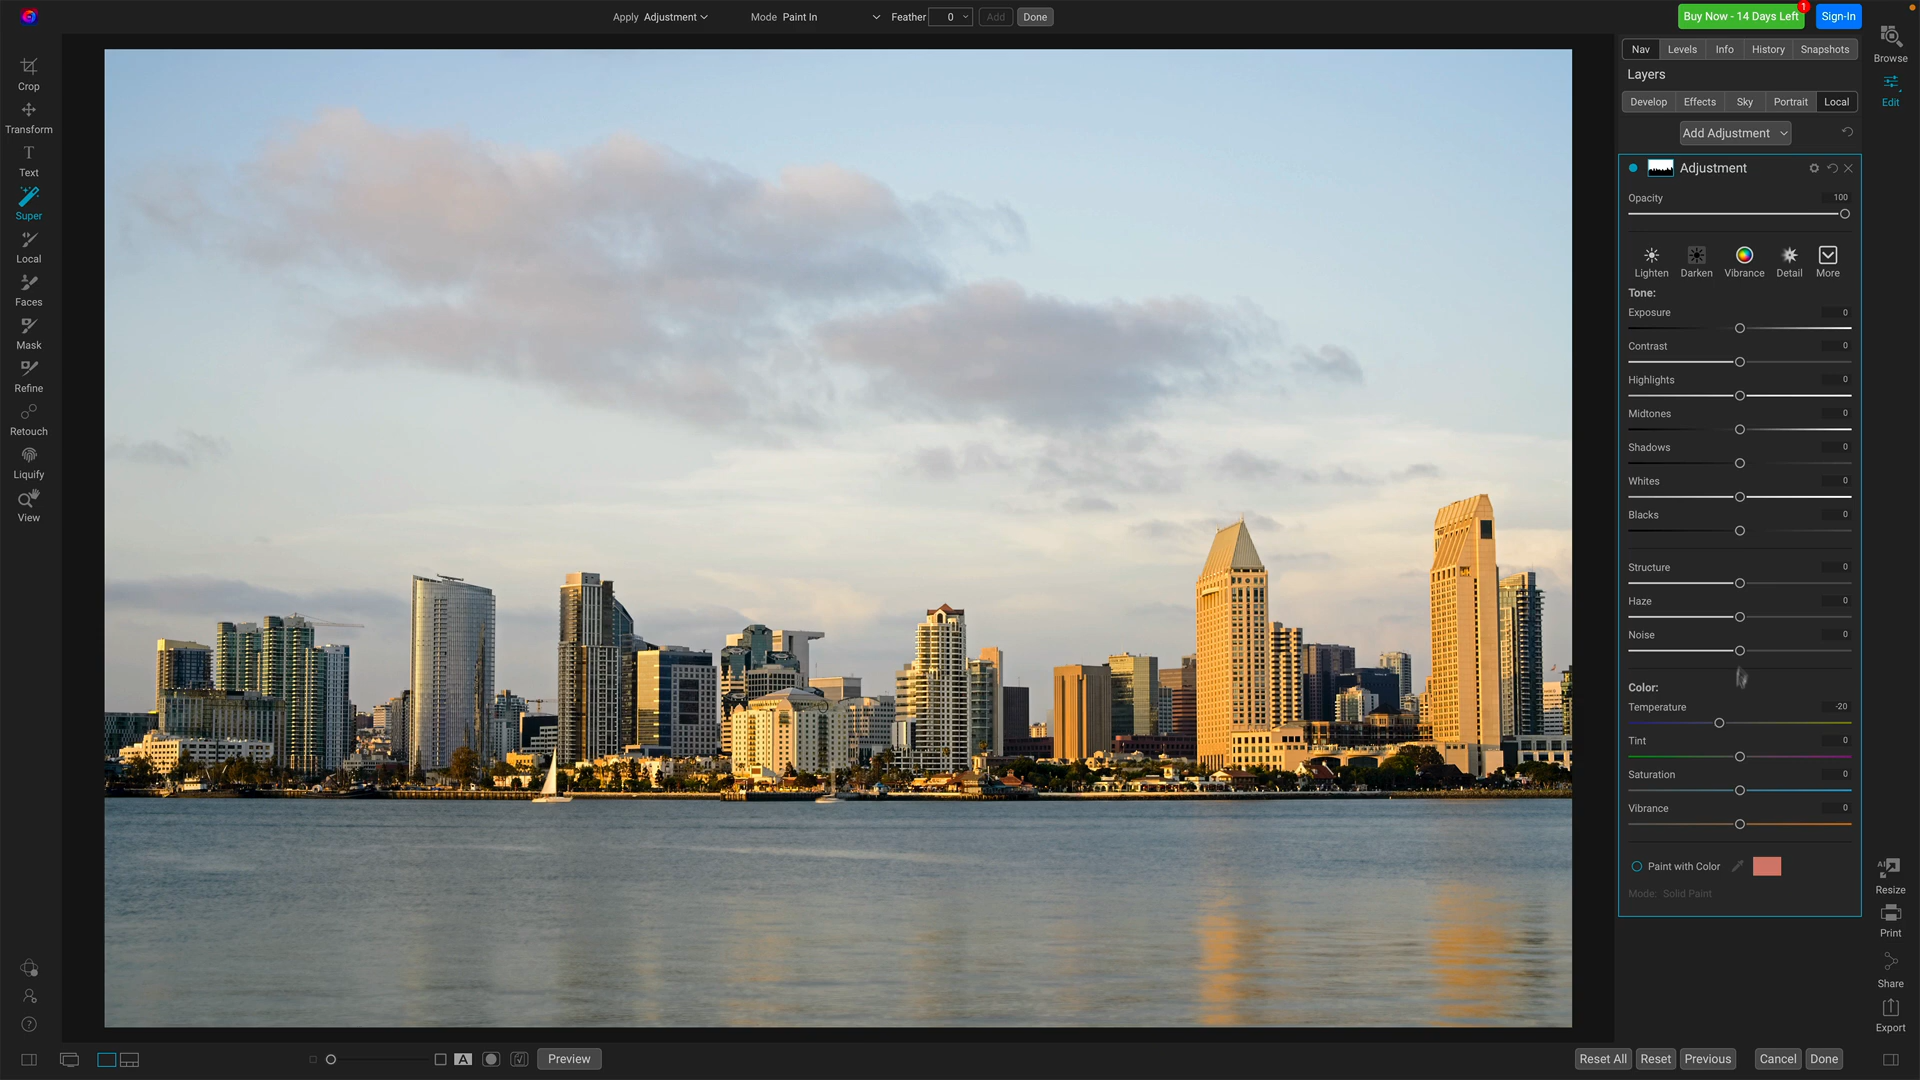 Apply Adjustment Mode Paint In Feather 0 Add Done
Buy Now - 14 Days Left 1 Sign-In
Crop
Transform
Text
Super
Local
Faces
Mask
Refine
Retouch
Liquify
View
Nav Levels Info History Snapshots
Layers
Develop Effects Sky Portrait Local
Add Adjustment
Adjustment
Opacity 100
Lighten Darken Vibrance Detail More
Tone:
Exposure 0
Contrast 0
Highlights 0
Midtones 0
Shadows 0
Whites 0
Blacks 0
Structure 0
Haze 0
Noise 0
Color:
Temperature -20
Tint 0
Saturation 0
Vibrance 0
Paint with Color
Mode: Solid Paint
Browse
Edit
AI
Resize
Print
Share
Export
?
A Preview
Reset All Reset Previous Cancel Done